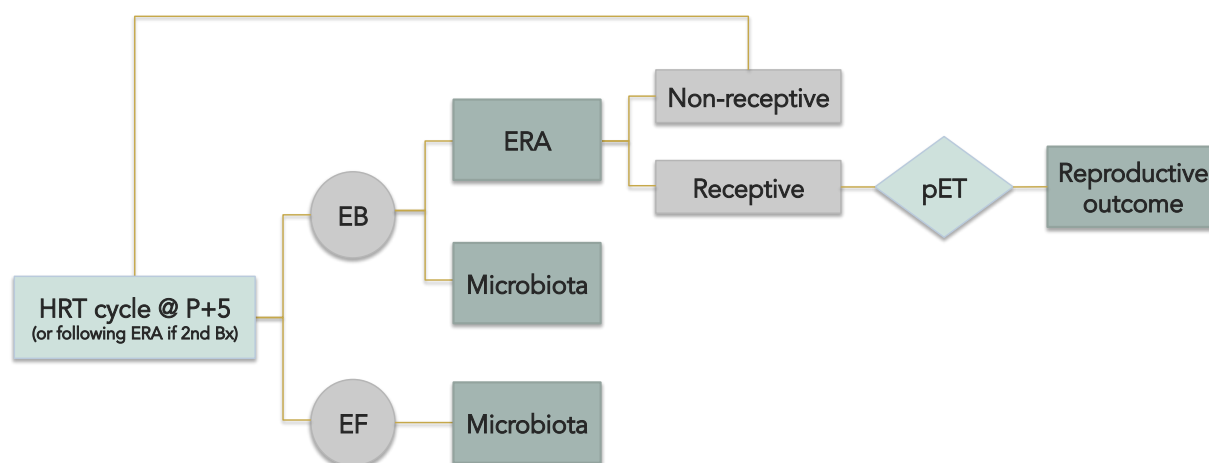 Non-receptive
ERA
Receptive
pET
Reproductive
outcome
EB
Microbiota
HRT cycle @ P+5
(or following ERA if 2nd Bx)
EF
Microbiota